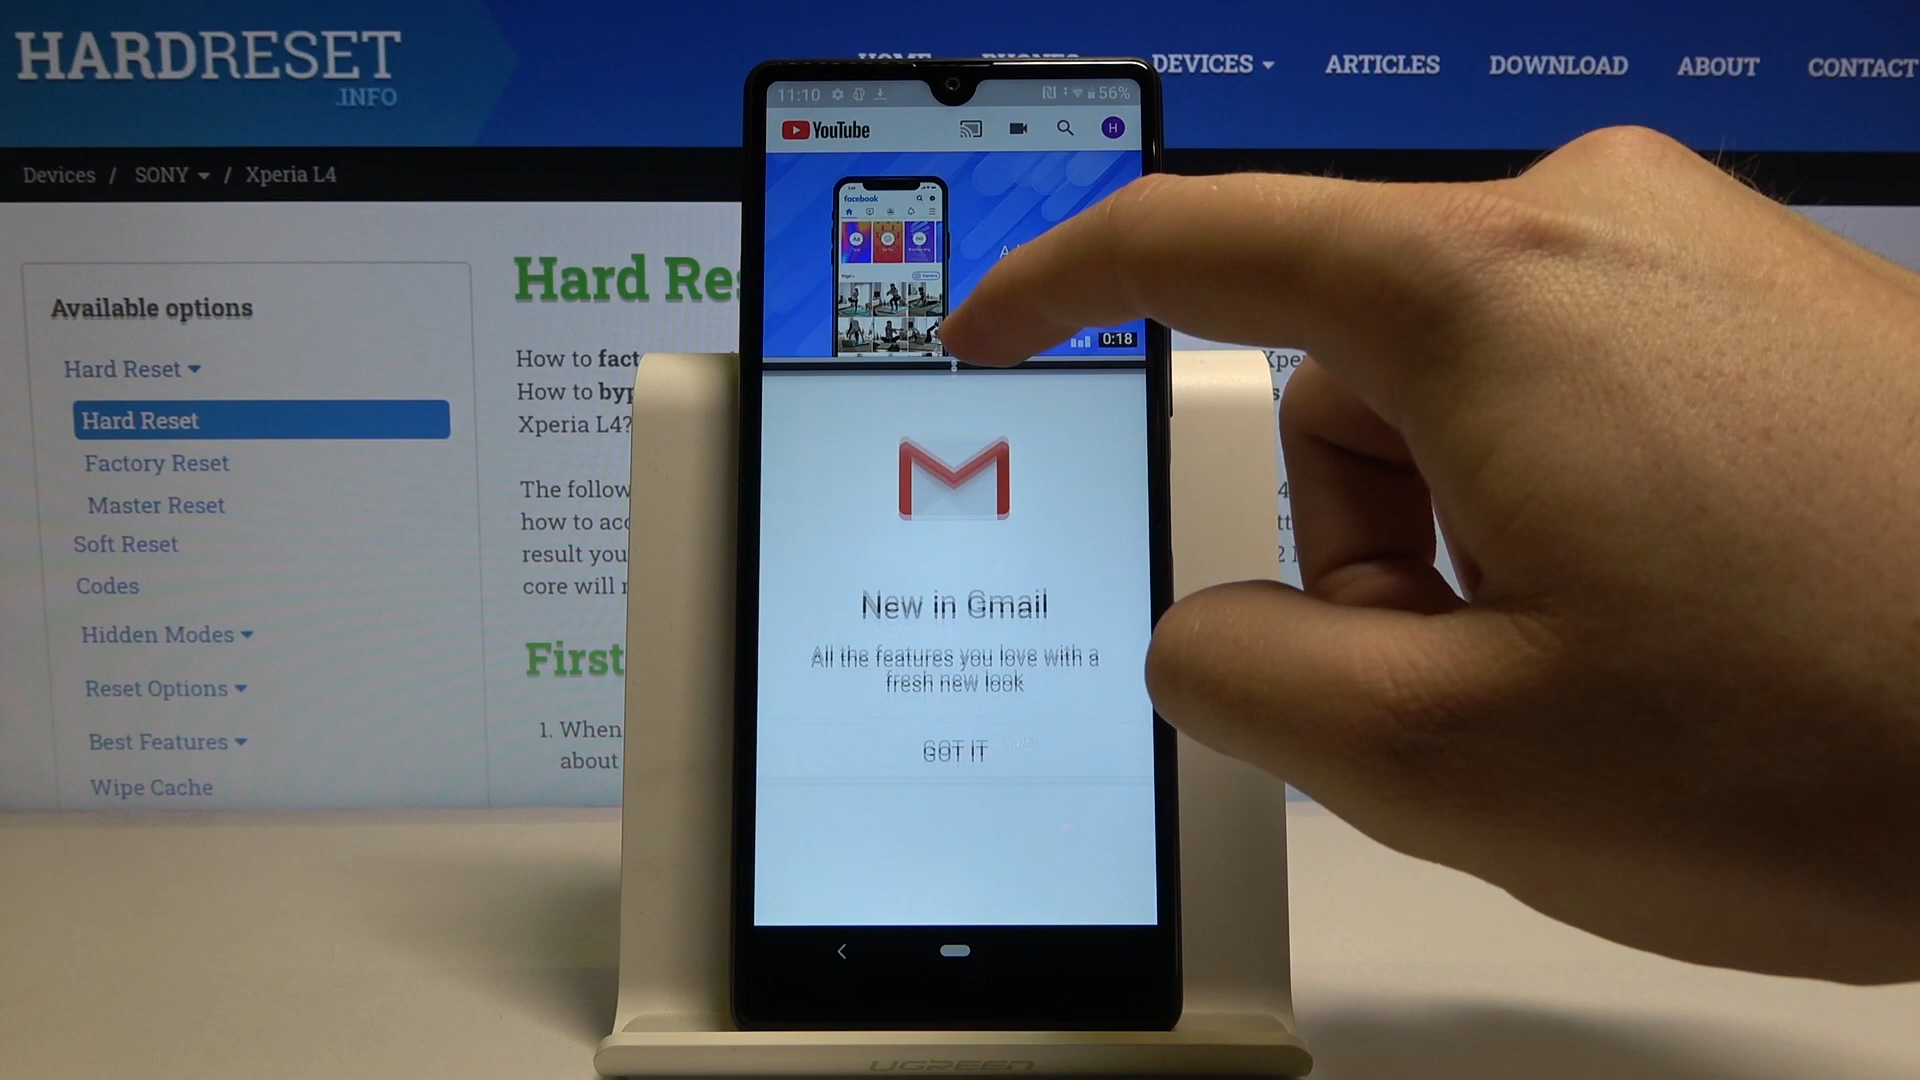 HARDRESET
.INFO
HOME PHONES DEVICES ARTICLES DOWNLOAD ABOUT CONTACT
Devices / SONY / Xperia L4
Available options
Hard Reset
Hard Reset
Factory Reset
Master Reset
Soft Reset
Codes
Hidden Modes
Reset Options
Best Features
Wipe Cache
Hard Res
How to fact
How to byp
Xperia L4?
The follow
how to acc
result you
core will r
First
1. When
about
11:10 56%
YouTube H
facebook
0:18
New in Gmail
All the features you love with a
fresh new look
GOT IT
UGREEN